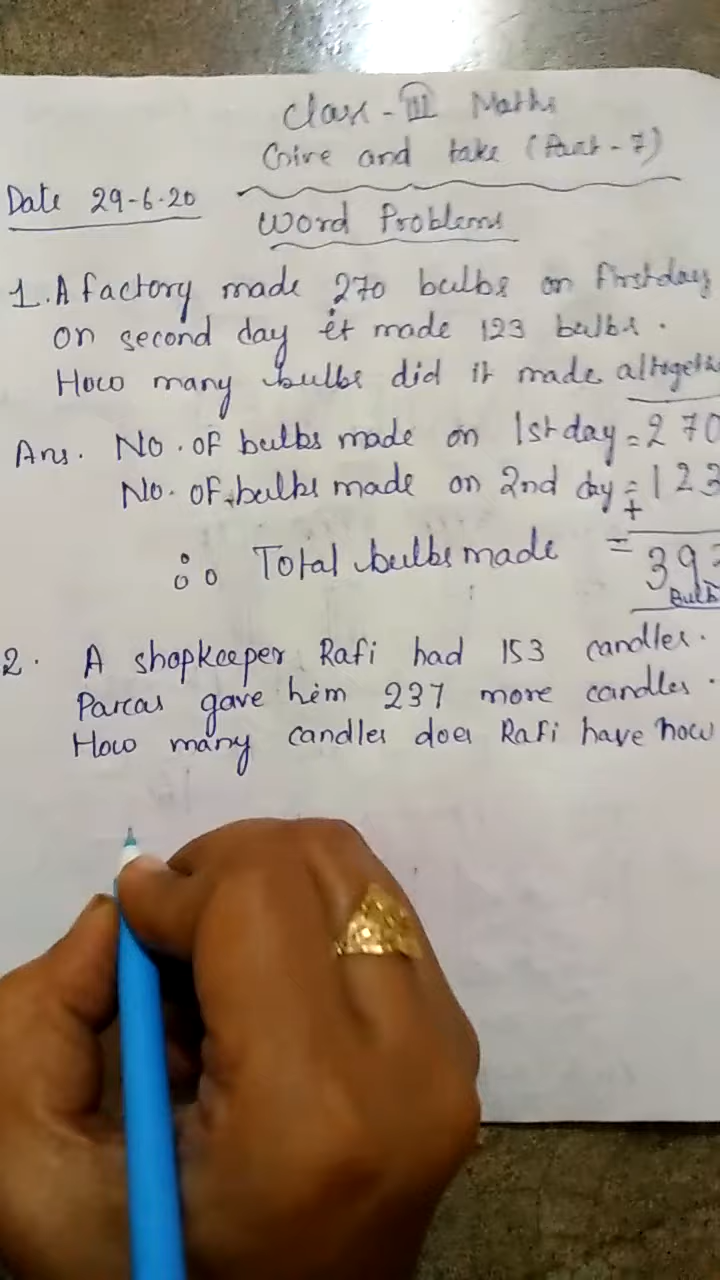 Class - III Maths
Give and take (Part - 7)
Date 29-6-20
Word Problems
1. A factory made 270 bulbs on first day
on second day it made 123 bulbs.
How many bulbs did it made altogethe
Ans. No. of bulbs made on 1st day = 270
No. of bulbs made on 2nd day = 123
+
∴ Total bulbs made = 393
Bulb
2. A shopkeeper Rafi had 153 candles.
Paras gave him 237 more candles.
How many candles does Rafi have now